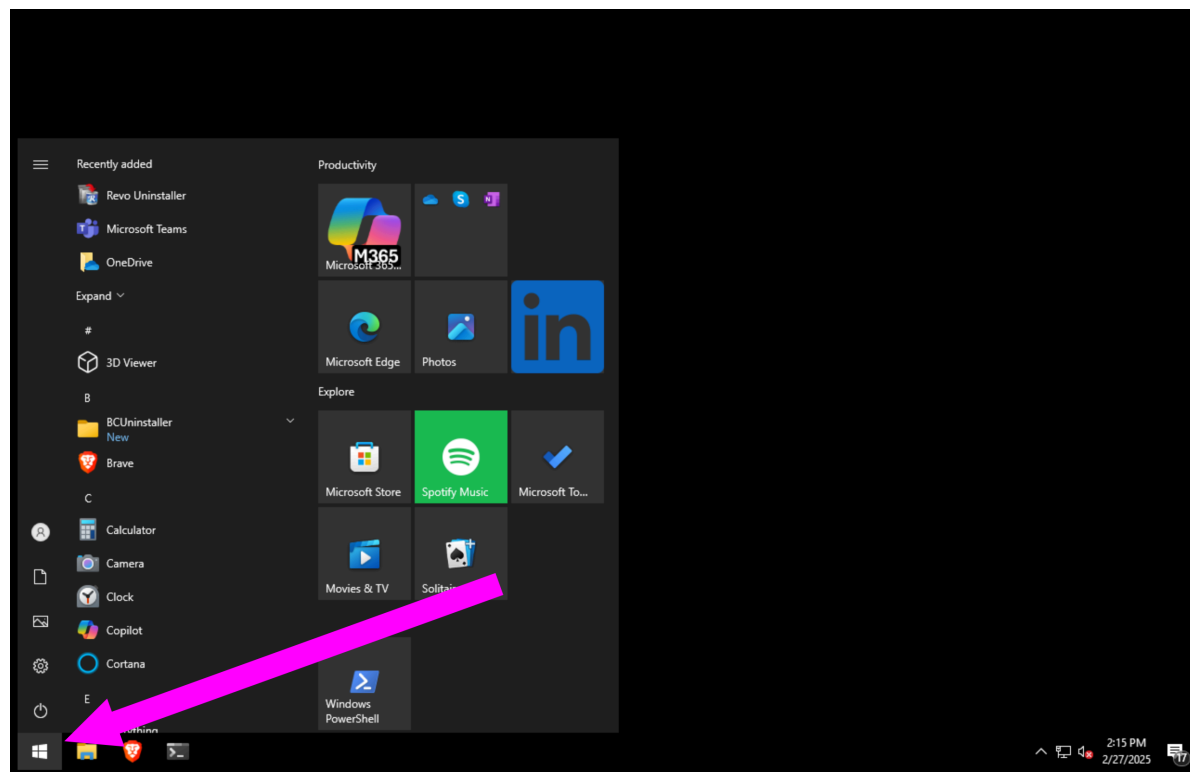 Recently added
Revo Uninstaller
Microsoft Teams
OneDrive
Expand
#
3D Viewer
B
BCUninstaller
New
Brave
C
Calculator
Camera
Clock
Copilot
Cortana
E
Productivity
M365
Microsoft 365...
S
N
Microsoft Edge
Photos
in
Explore
Microsoft Store
Spotify Music
Microsoft To...
Movies & TV
Windows
PowerShell
2:15 PM
2/27/2025
17